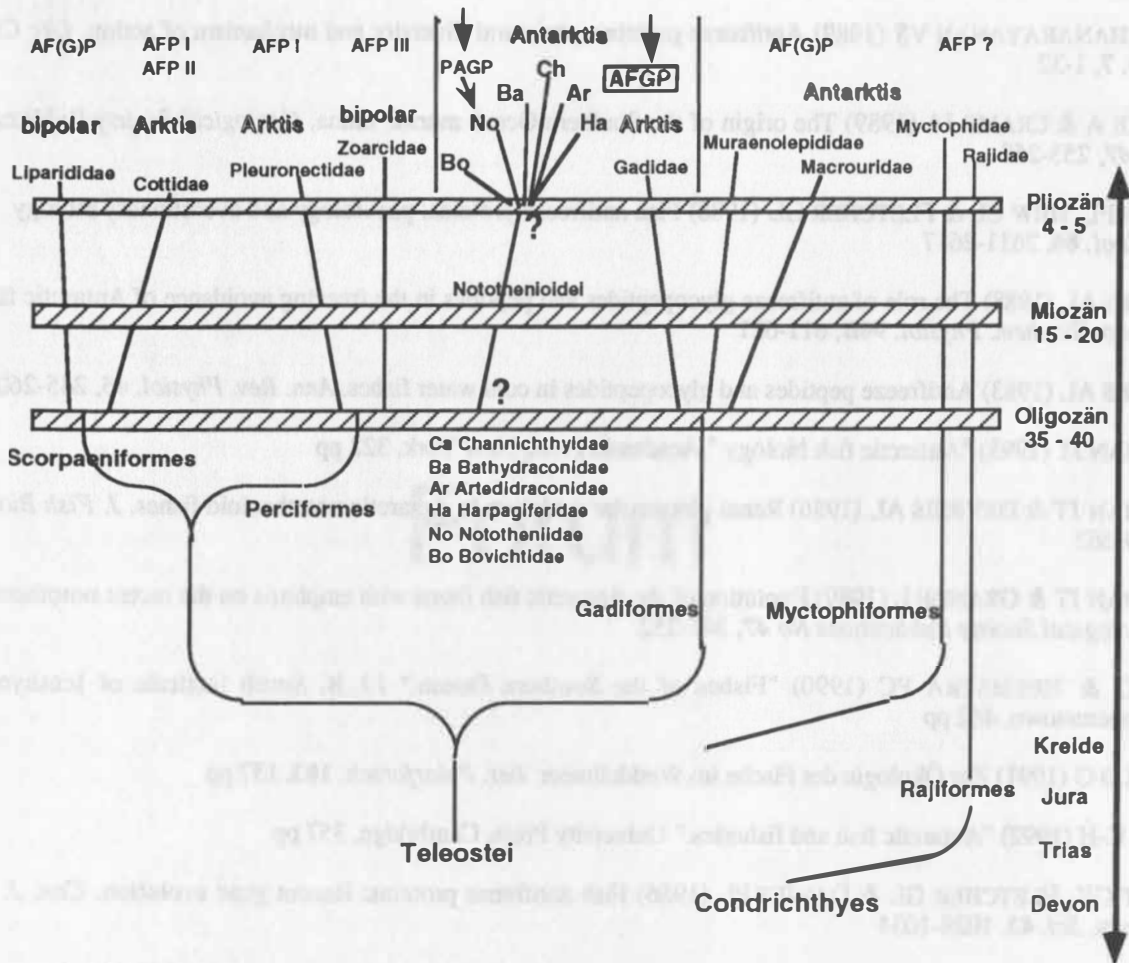 AF(G)P AFP I AFP I AFP III Antarktis AF(G)P AFP ?
AFP II
PAGP Ch AFGP
Ba Ar Antarktis
bipolar Arktis Arktis bipolar No Ha Arktis
Zoarcidae Muraenolepididae Myctophidae
Liparididae Cottidae Pleuronectidae Bo Gadidae Macrouridae Rajidae
?
Pliozän
4 - 5
Notothenioidei
Miozän
15 - 20
?
Oligozän
35 - 40
Scorpaeniformes
Perciformes
Ca Channichthyidae
Ba Bathydraconidae
Ar Artedidraconidae
Ha Harpagiferidae
No Nototheniidae
Bo Bovichtidae
Gadiformes Myctophiformes
Kreide
Rajiformes
Jura
Teleostei
Trias
Condrichthyes
Devon